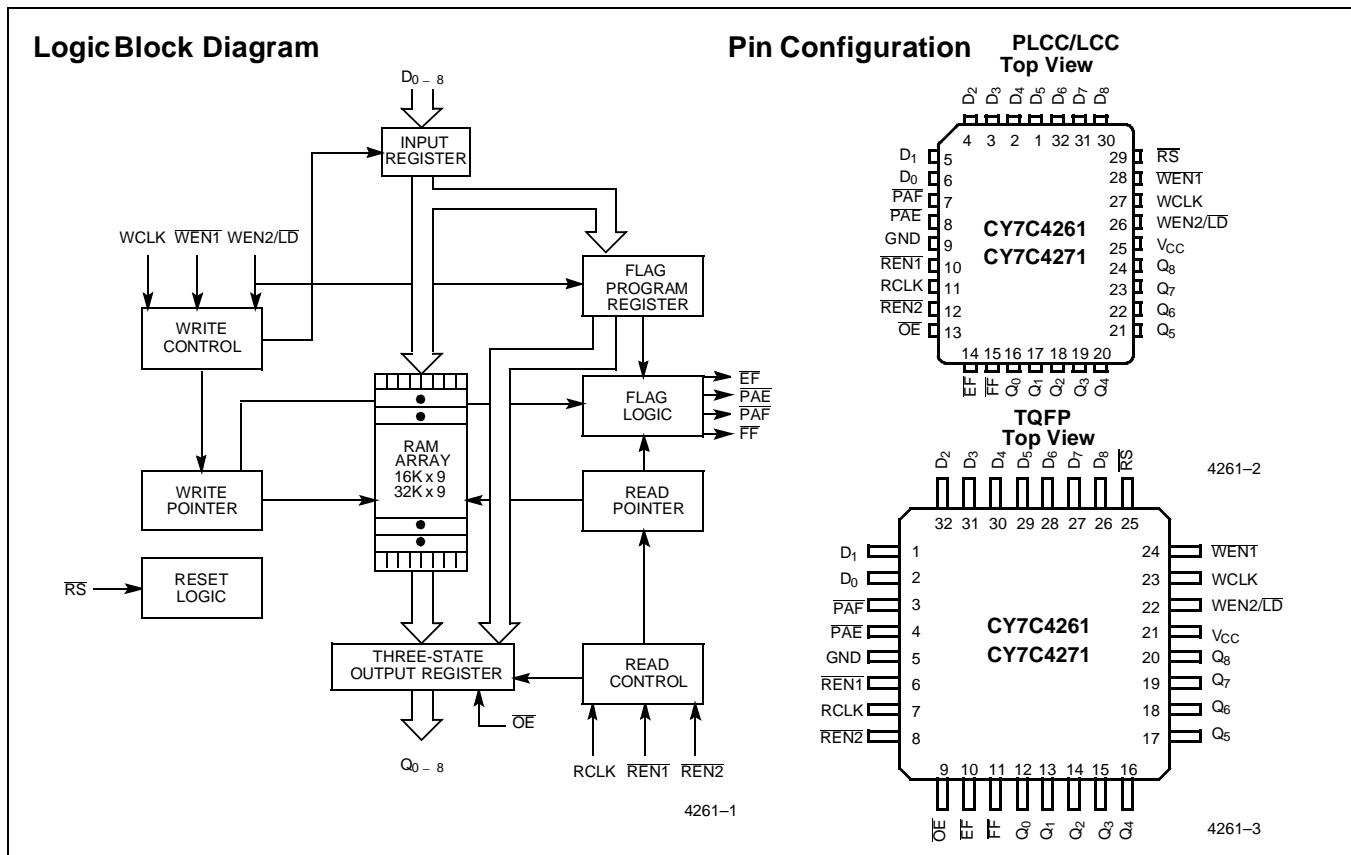 Logic Block Diagram
D0 – 8
INPUT
REGISTER
WCLK WEN1 WEN2/LD
FLAG
PROGRAM
REGISTER
WRITE
CONTROL
FLAG
LOGIC
EF
PAE
PAF
FF
RAM
ARRAY
16K x 9
32K x 9
WRITE
POINTER
READ
POINTER
RS
RESET
LOGIC
THREE-STATE
OUTPUT REGISTER
READ
CONTROL
OE
Q0 – 8
RCLK REN1 REN2
4261–1
Pin Configuration
PLCC/LCC
Top View
D2 D3 D4 D5 D6 D7 D8
4 3 2 1 32 31 30
D1 5
D0 6
PAF 7
PAE 8
GND 9
REN1 10
RCLK 11
REN2 12
OE 13
CY7C4261
CY7C4271
29 RS
28 WEN1
27 WCLK
26 WEN2/LD
25 VCC
24 Q8
23 Q7
22 Q6
21 Q5
14 15 16 17 18 19 20
EF FF Q0 Q1 Q2 Q3 Q4
4261–2
TQFP
Top View
D2 D3 D4 D5 D6 D7 D8 RS
32 31 30 29 28 27 26 25
D1 1
D0 2
PAF 3
PAE 4
GND 5
REN1 6
RCLK 7
REN2 8
CY7C4261
CY7C4271
24 WEN1
23 WCLK
22 WEN2/LD
21 VCC
20 Q8
19 Q7
18 Q6
17 Q5
9 10 11 12 13 14 15 16
OE EF FF Q0 Q1 Q2 Q3 Q4
4261–3